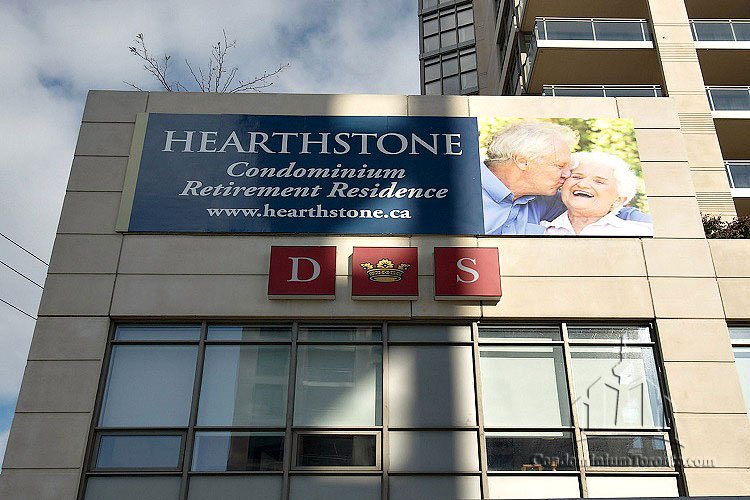 HEARTHSTONE
Condominium
Retirement Residence
www.hearthstone.ca
D S
CondominiumToronto.com